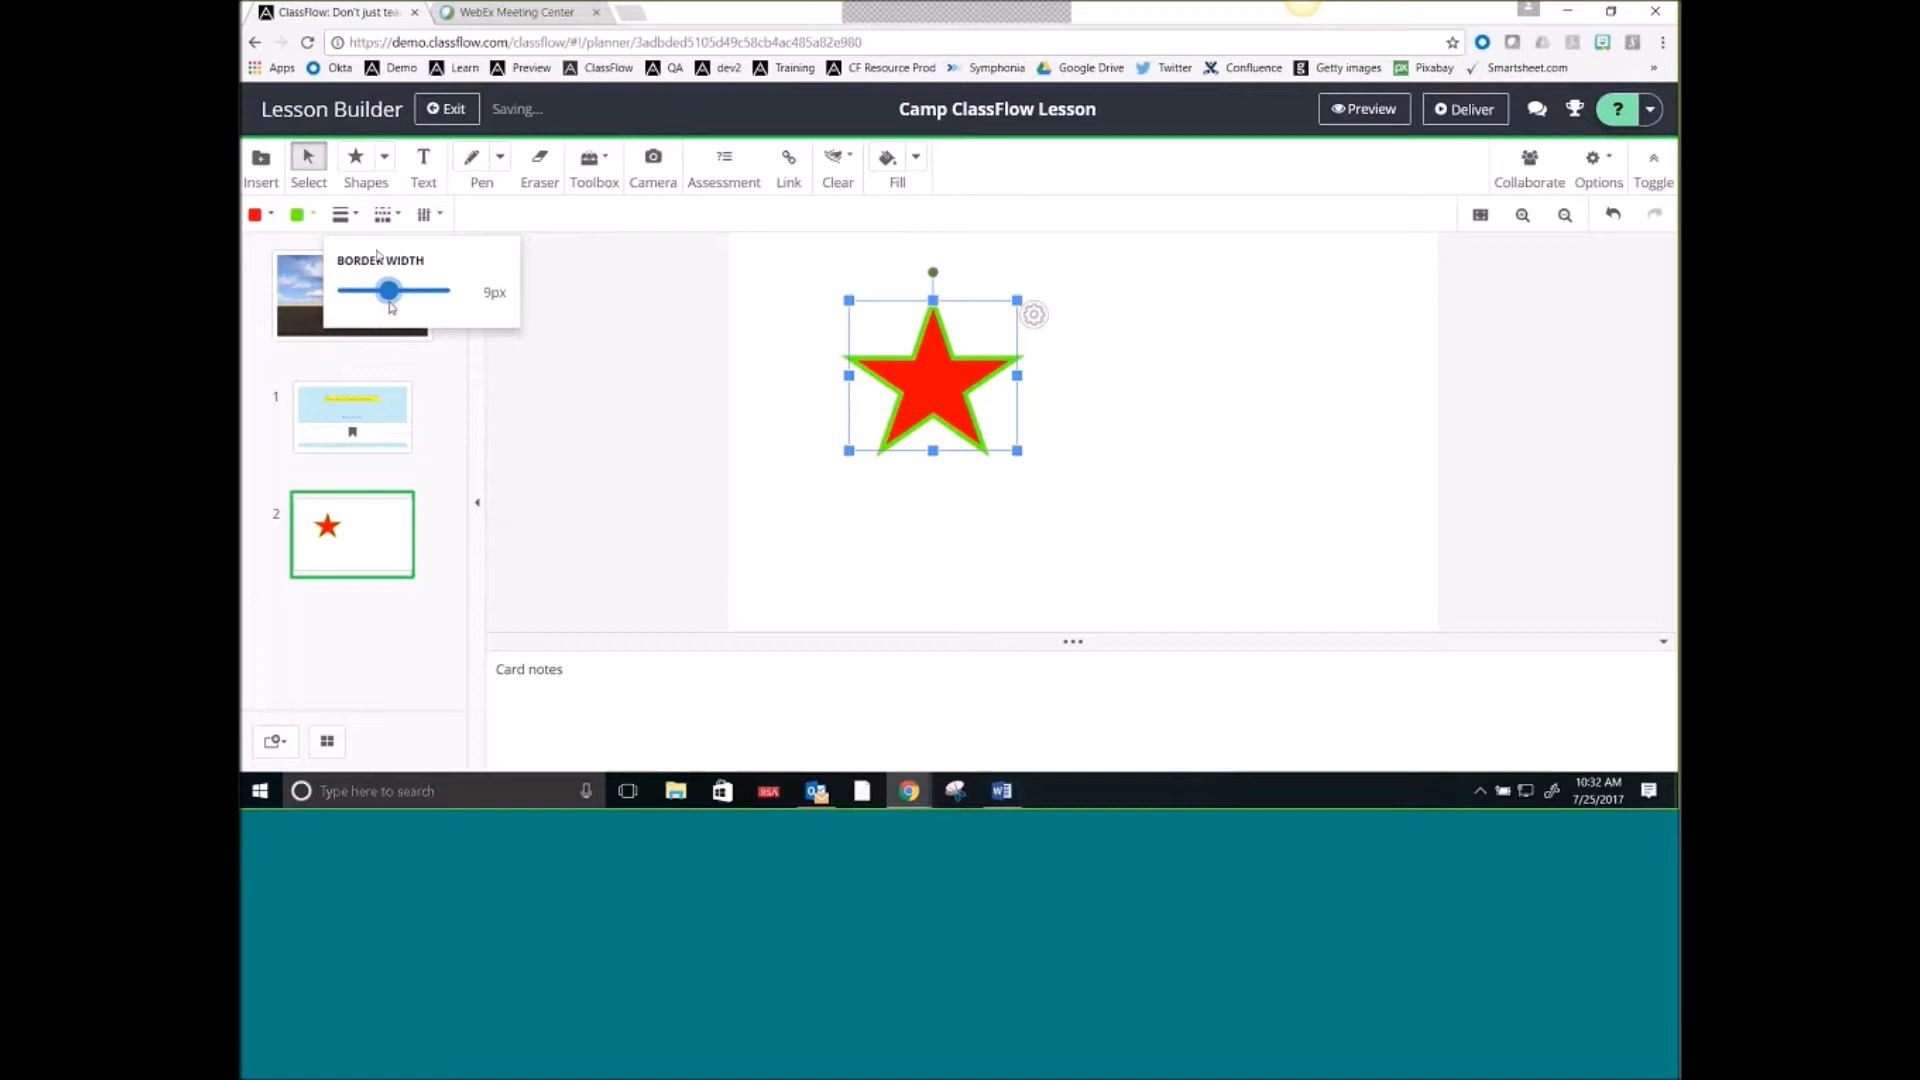 ClassFlow: Don't just tea
WebEx Meeting Center
https://demo.classflow.com/classflow/#!/planner/3adbded5105d49c58cb4ac485a82e980
Apps Okta Demo Learn Preview ClassFlow QA dev2 Training CF Resource Prod Symphonia Google Drive Twitter Confluence Getty images Pixabay Smartsheet.com »
Lesson Builder Exit Saving... Camp ClassFlow Lesson Preview Deliver ?
Insert Select Shapes Text Pen Eraser Toolbox Camera Assessment Link Clear Fill Collaborate Options Toggle
BORDER WIDTH
9px
1
2
Card notes
Type here to search
RSA
10:32 AM
7/25/2017